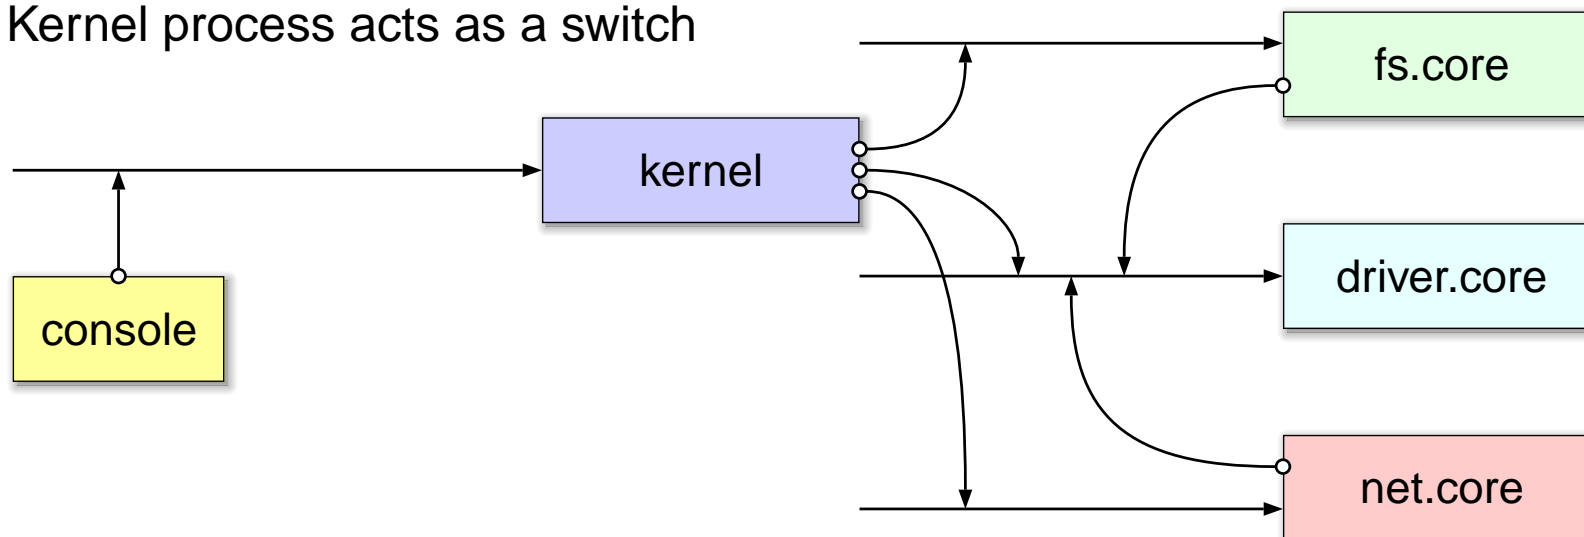 Kernel process acts as a switch
fs.core
kernel
driver.core
console
net.core